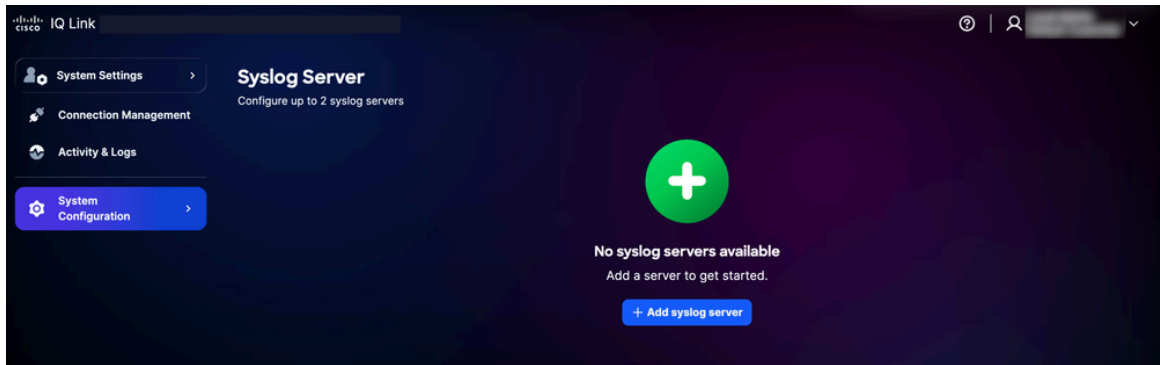 cisco IQ Link
System Settings
Connection Management
Activity & Logs
System
Configuration
Syslog Server
Configure up to 2 syslog servers
No syslog servers available
Add a server to get started.
+ Add syslog server